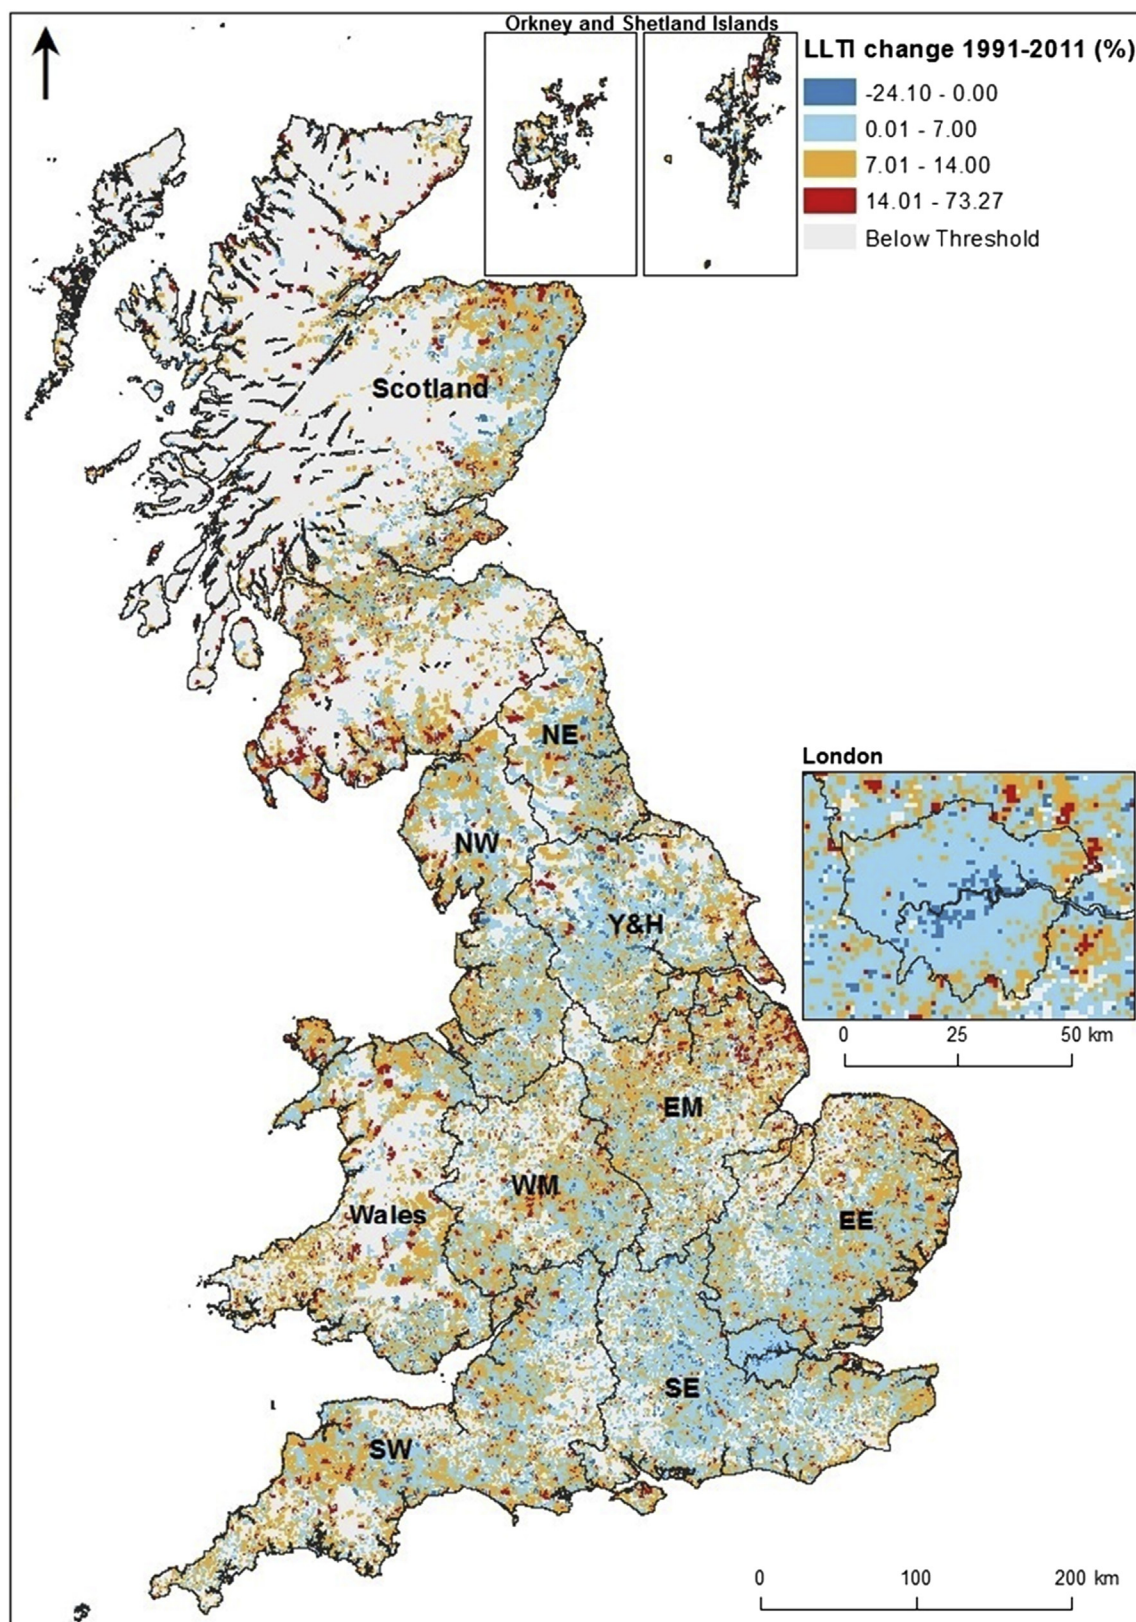 Orkney and Shetland Islands
LLTI change 1991-2011 (%)
-24.10 - 0.00
0.01 - 7.00
7.01 - 14.00
14.01 - 73.27
Below Threshold
Scotland
NE
London
NW
Y&H
0 25 50 km
EM
WM
Wales
EE
SE
SW
0 100 200 km